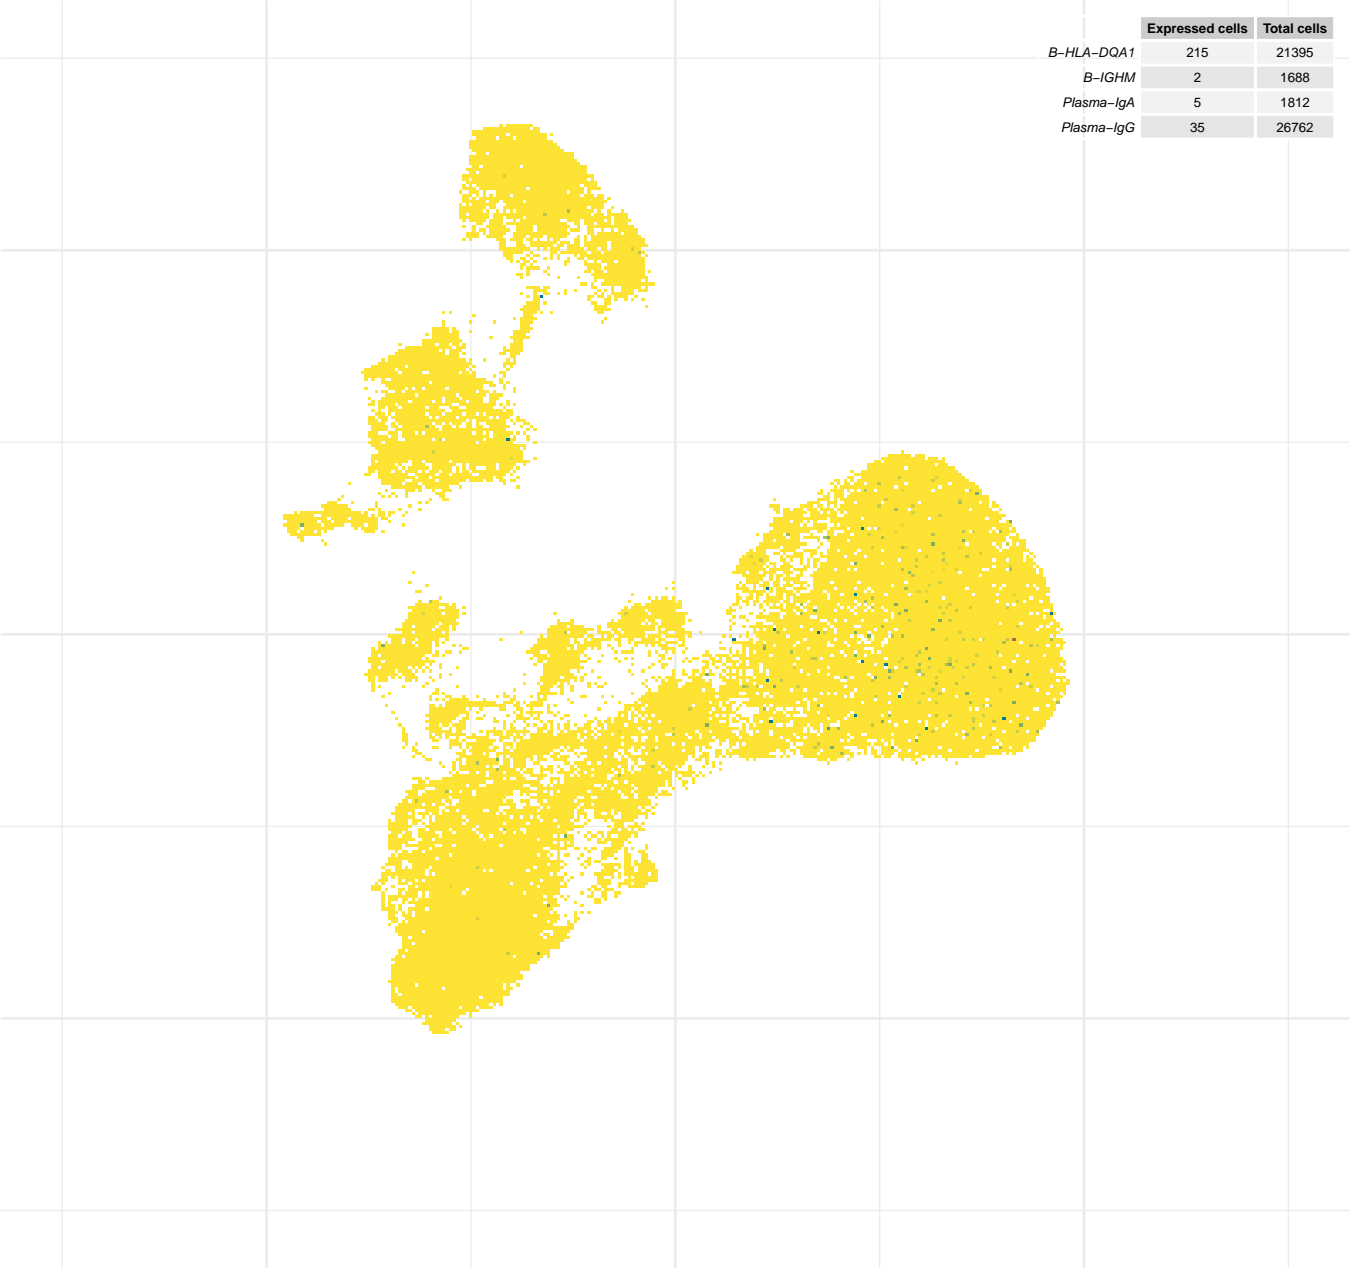 Expressed cells Total cells
B−HLA−DQA1 215 21395
B−IGHM 2 1688
Plasma−IgA 5 1812
Plasma−IgG 35 26762